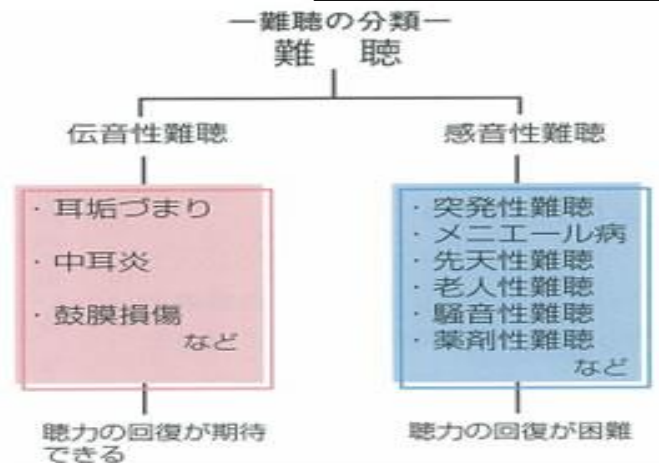 ―難聴の分類―
難 聴
伝音性難聴
感音性難聴
・耳垢づまり
・中耳炎
・鼓膜損傷
など
・突発性難聴
・メニエール病
・先天性難聴
・老人性難聴
・騒音性難聴
・薬剤性難聴
など
聴力の回復が期待
できる
聴力の回復が困難